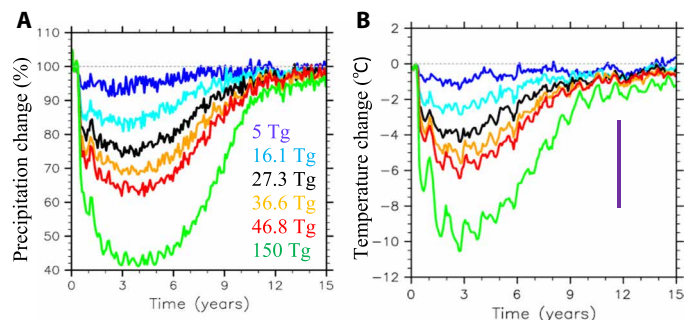 A
Precipitation change (%)
110
100
90
80
70
60
50
40
5 Tg
16.1 Tg
27.3 Tg
36.6 Tg
46.8 Tg
150 Tg
0
3
6
9
12
15
Time (years)
B
Temperature change (℃)
2
0
−2
−4
−6
−8
−10
−12
0
3
6
9
12
15
Time (years)